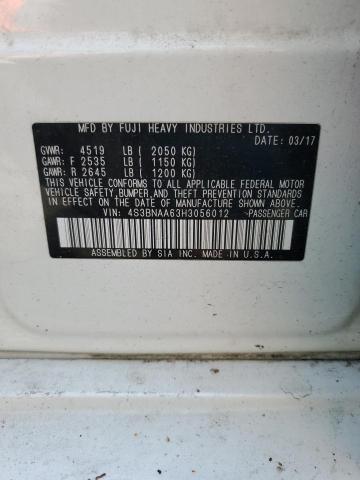 MFD BY FUJI HEAVY INDUSTRIES LTD.
DATE: 03/17
GVWR: 4519 LB ( 2050 KG)
GAWR: F 2535 LB ( 1150 KG)
GAWR: R 2645 LB ( 1200 KG)
THIS VEHICLE CONFORMS TO ALL APPLICABLE FEDERAL MOTOR
VEHICLE SAFETY, BUMPER, AND THEFT PREVENTION STANDARDS
IN EFFECT ON THE DATE OF MANUFACTURE SHOWN ABOVE.
VIN: 4S3BNAA63H3056012 PASSENGER CAR
ASSEMBLED BY SIA INC. MADE IN U.S.A.